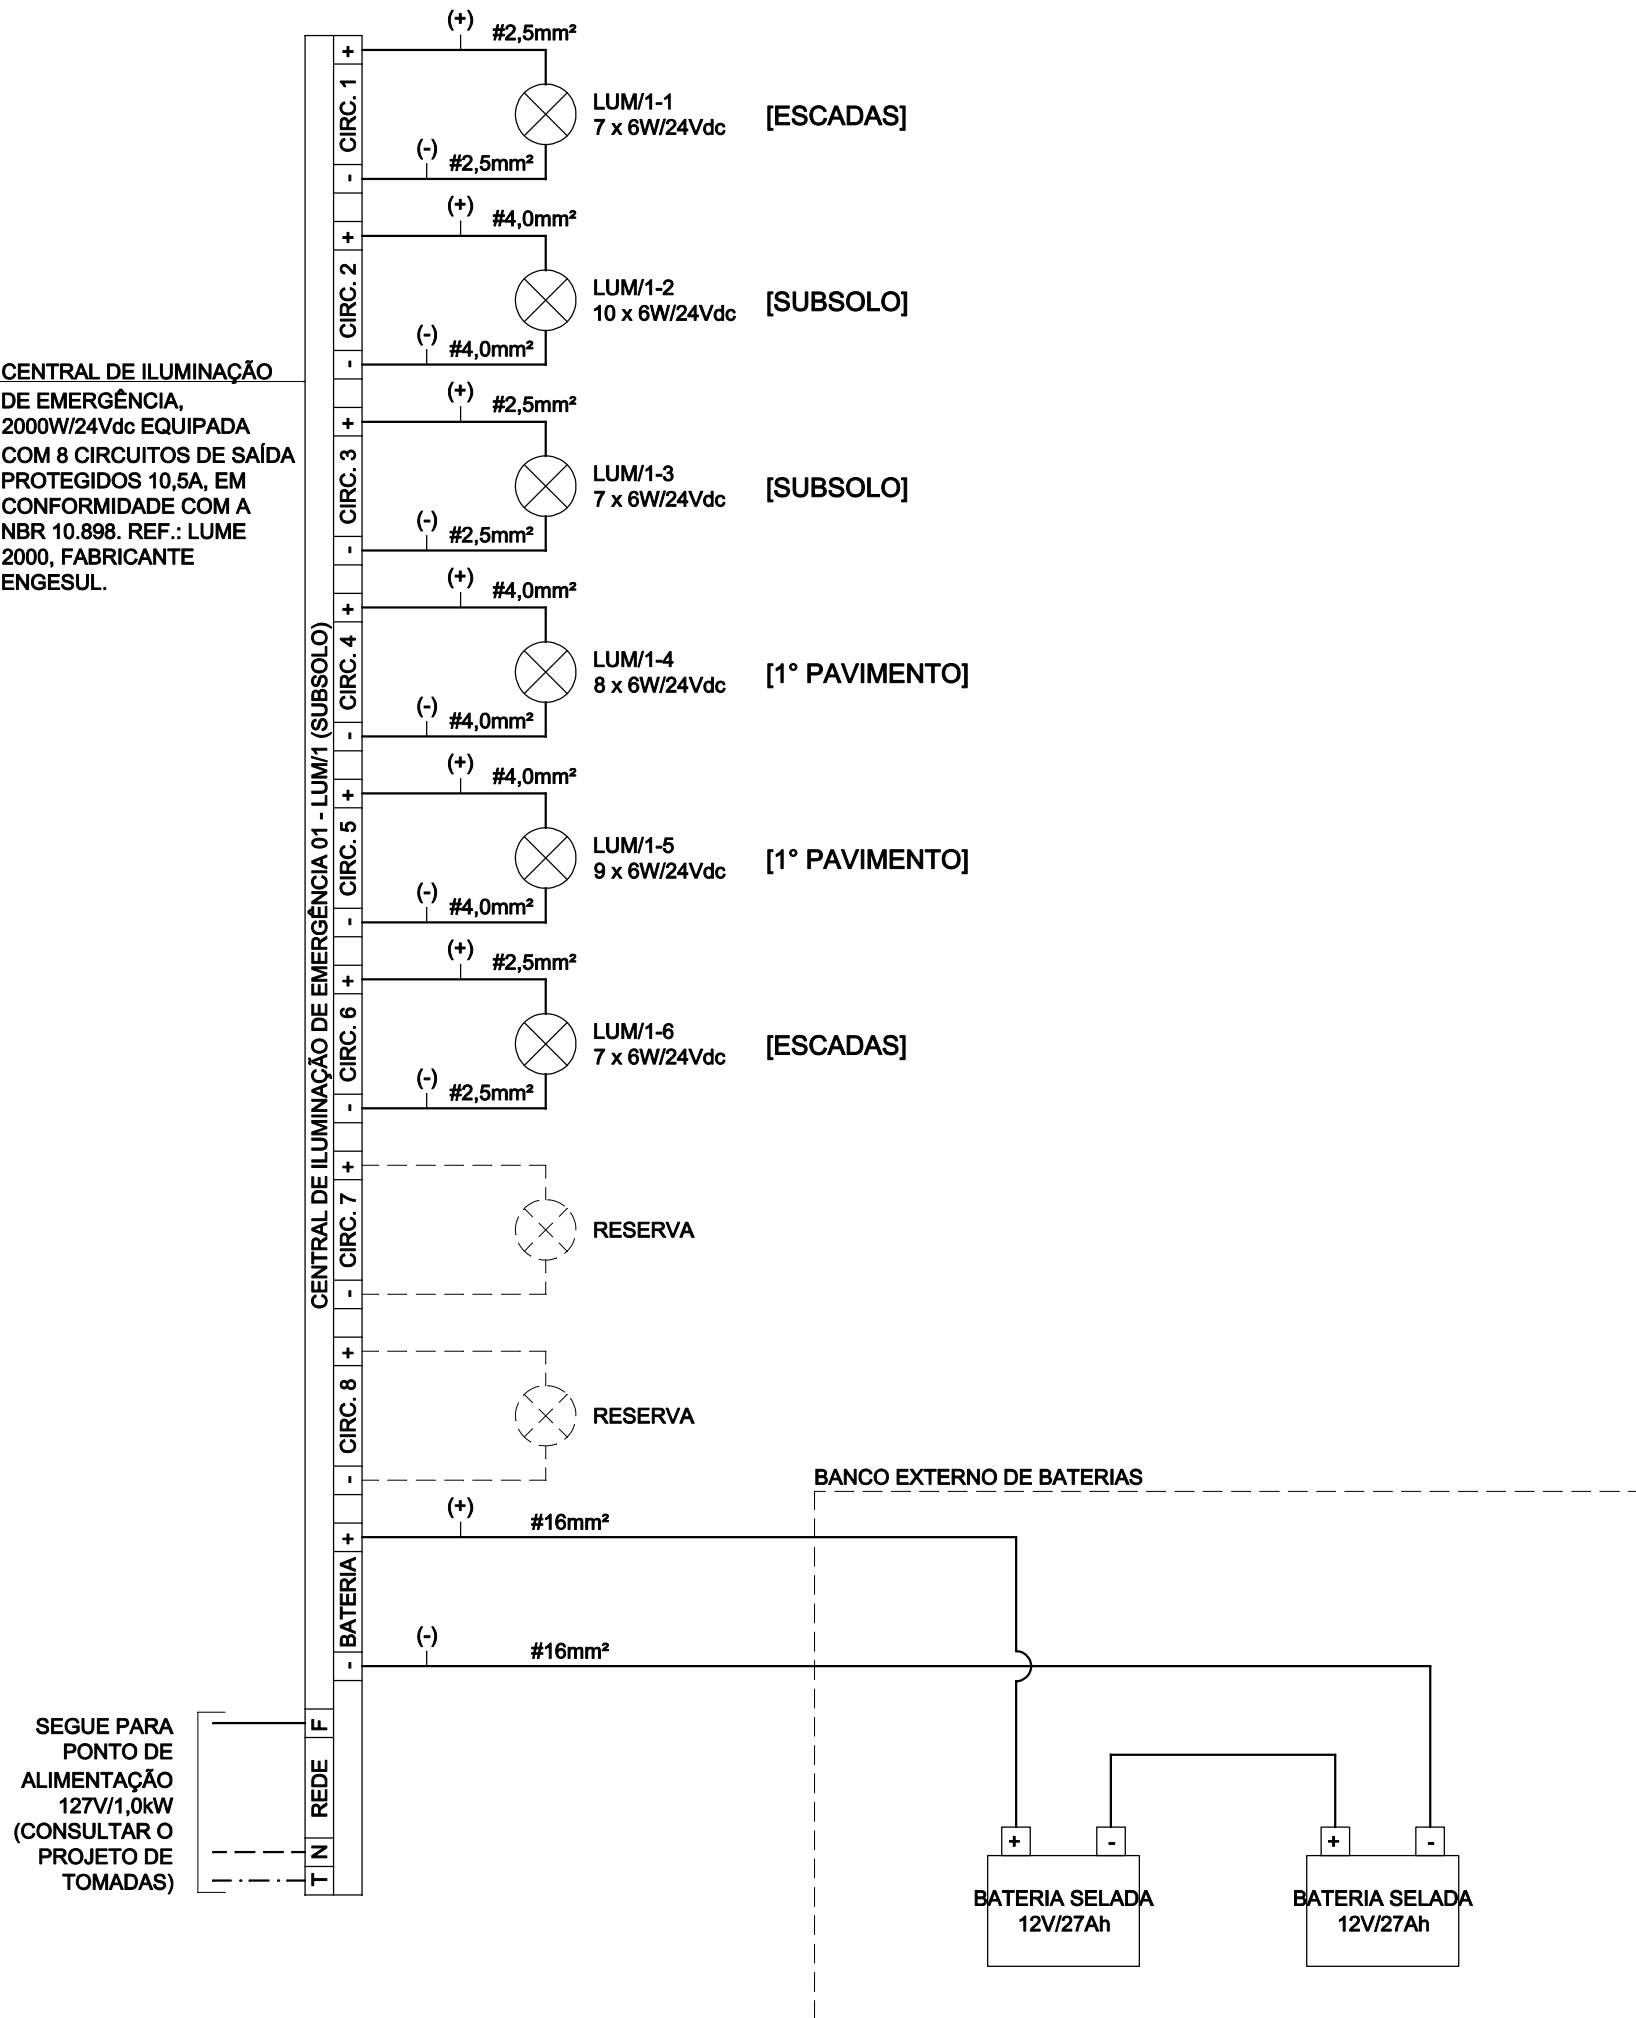 (+)
#2,5mm²
+
CIRC. 1
LUM/1-1
7 x 6W/24Vdc
[ESCADAS]
(-)
#2,5mm²
-
(+)
#4,0mm²
+
CIRC. 2
LUM/1-2
10 x 6W/24Vdc
[SUBSOLO]
(-)
#4,0mm²
-
CENTRAL DE ILUMINAÇÃO
DE EMERGÊNCIA,
2000W/24Vdc EQUIPADA
COM 8 CIRCUITOS DE SAÍDA
PROTEGIDOS 10,5A, EM
CONFORMIDADE COM A
NBR 10.898. REF.: LUME
2000, FABRICANTE
ENGESUL.
(+)
#2,5mm²
+
CIRC. 3
LUM/1-3
7 x 6W/24Vdc
[SUBSOLO]
(-)
#2,5mm²
-
CENTRAL DE ILUMINAÇÃO DE EMERGÊNCIA 01 - LUM/1 (SUBSOLO)
(+)
#4,0mm²
+
CIRC. 4
LUM/1-4
8 x 6W/24Vdc
[1° PAVIMENTO]
(-)
#4,0mm²
-
(+)
#4,0mm²
+
CIRC. 5
LUM/1-5
9 x 6W/24Vdc
[1° PAVIMENTO]
(-)
#4,0mm²
-
(+)
#2,5mm²
+
CIRC. 6
LUM/1-6
7 x 6W/24Vdc
[ESCADAS]
(-)
#2,5mm²
-
+
CIRC. 7
RESERVA
-
+
CIRC. 8
RESERVA
-
BANCO EXTERNO DE BATERIAS
(+)
#16mm²
+
BATERIA
(-)
#16mm²
-
SEGUE PARA
PONTO DE
ALIMENTAÇÃO
127V/1,0kW
(CONSULTAR O
PROJETO DE
TOMADAS)
F
REDE
N
T
+
-
BATERIA SELADA
12V/27Ah
+
-
BATERIA SELADA
12V/27Ah